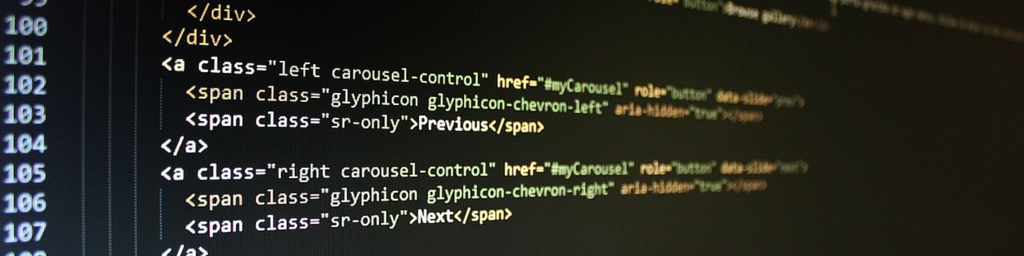 99 </div>
100 </div>
101 <a class="left carousel-control" href="#myCarousel" role="button" data-slide="prev">
102 <span class="glyphicon glyphicon-chevron-left" aria-hidden="true"></span>
103 <span class="sr-only">Previous</span>
104 </a>
105 <a class="right carousel-control" href="#myCarousel" role="button" data-slide="next">
106 <span class="glyphicon glyphicon-chevron-right" aria-hidden="true"></span>
107 <span class="sr-only">Next</span>
108 </a>